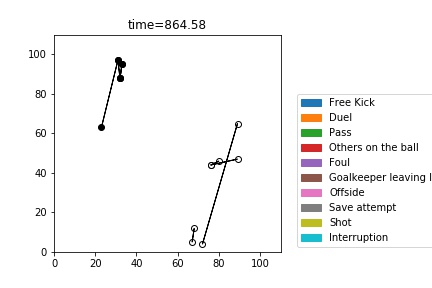 time=864.58
100
80
60
40
20
0
0 20 40 60 80 100
Free Kick
Duel
Pass
Others on the ball
Foul
Goalkeeper leaving l
Offside
Save attempt
Shot
Interruption